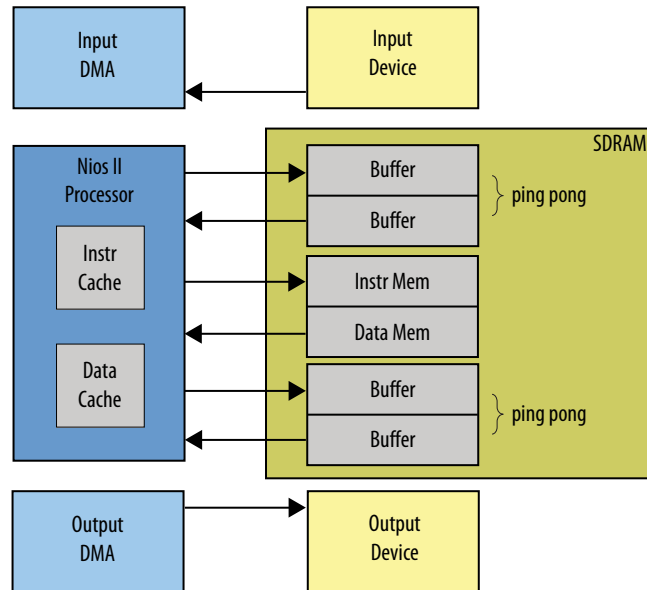 Input
DMA
Input
Device
SDRAM
Nios II
Processor
Buffer
Buffer
ping pong
Instr
Cache
Instr Mem
Data Mem
Data
Cache
Buffer
Buffer
ping pong
Output
DMA
Output
Device